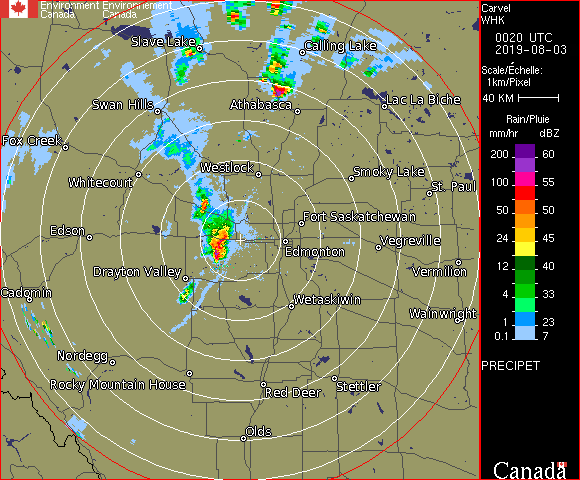 Environment Environnement
Canada Canada
Slave Lake
Calling Lake
Swan Hills
Athabasca
Lac La Biche
Fox Creek
Westlock
Smoky Lake
Whitecourt
St. Paul
Fort Saskatchewan
Edson
Edmonton
Vegreville
Drayton Valley
Vermilion
Cadomin
Wetaskiwin
Wainwright
Nordegg
Rocky Mountain House
Red Deer
Stettler
Olds
Carvel
WHK
0020 UTC
2019-08-03
Scale/Échelle:
1km/Pixel
40 KM
Rain/Pluie
mm/hr dBZ
200 60
100 55
50 50
24 45
12 40
4 33
1 23
0.1 7
PRECIPET
Canada